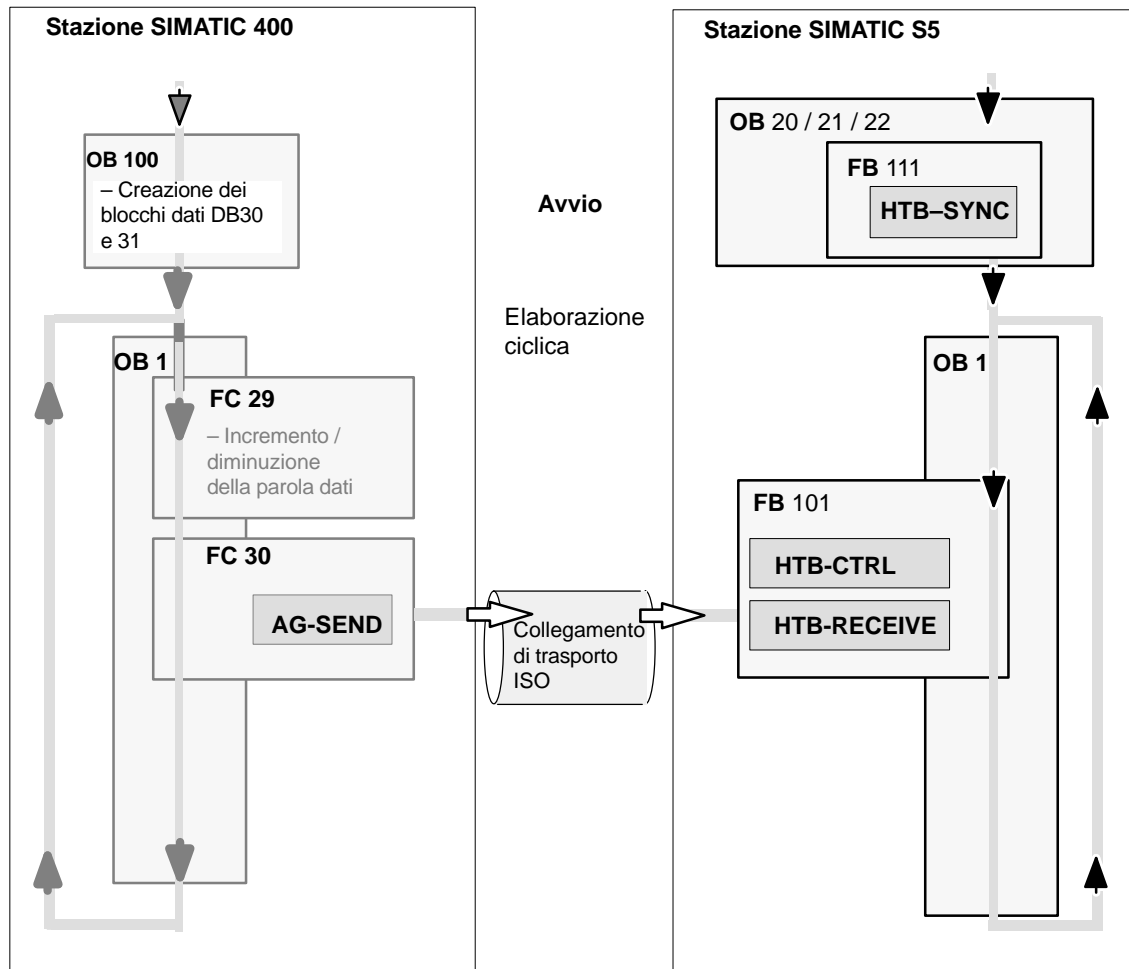 Stazione SIMATIC 400
OB 100
– Creazione dei
blocchi dati DB30
e 31
OB 1
FC 29
– Incremento /
diminuzione
della parola dati
FC 30
AG-SEND
Avvio
Elaborazione
ciclica
Collegamento
di trasporto
ISO
Stazione SIMATIC S5
OB 20 / 21 / 22
FB 111
HTB–SYNC
OB 1
FB 101
HTB-CTRL
HTB-RECEIVE